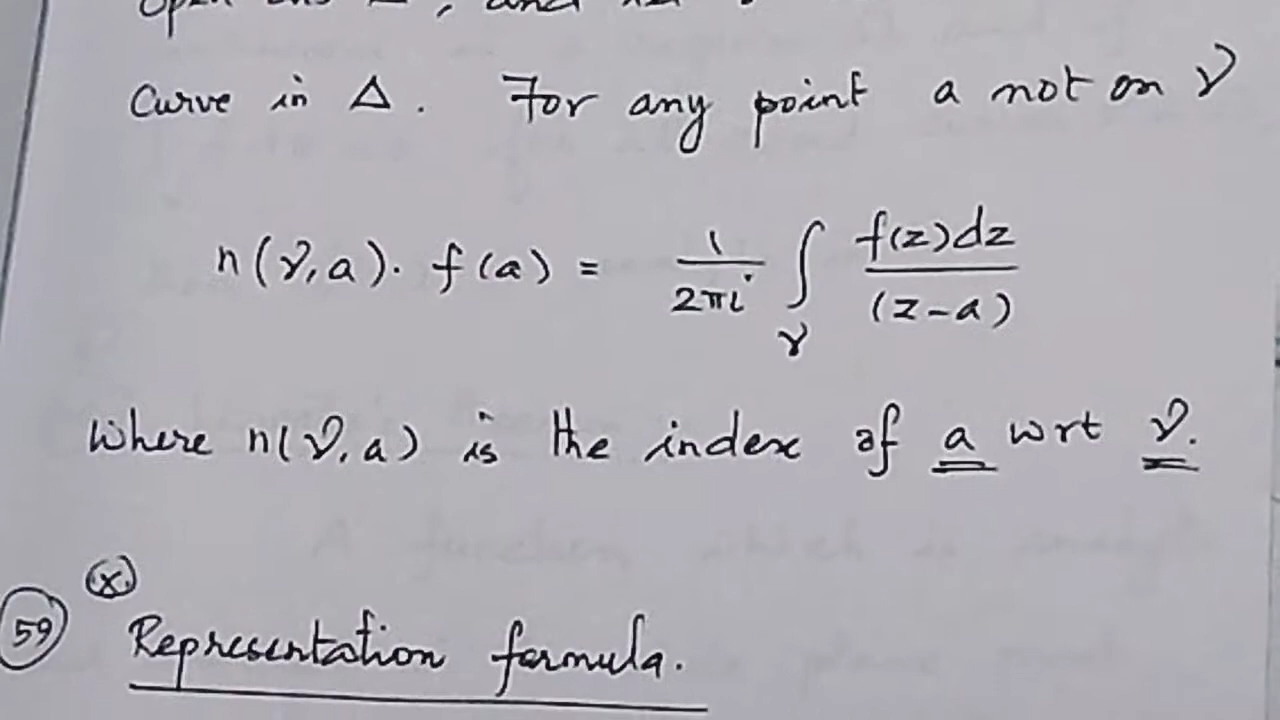 curve in Δ. For any point a not on γ
n(γ,a). f(a) = 1/2πi ∫γ f(z)dz/(z-a)
where n(γ,a) is the index of a wrt γ.
(x)
59 Representation formula.